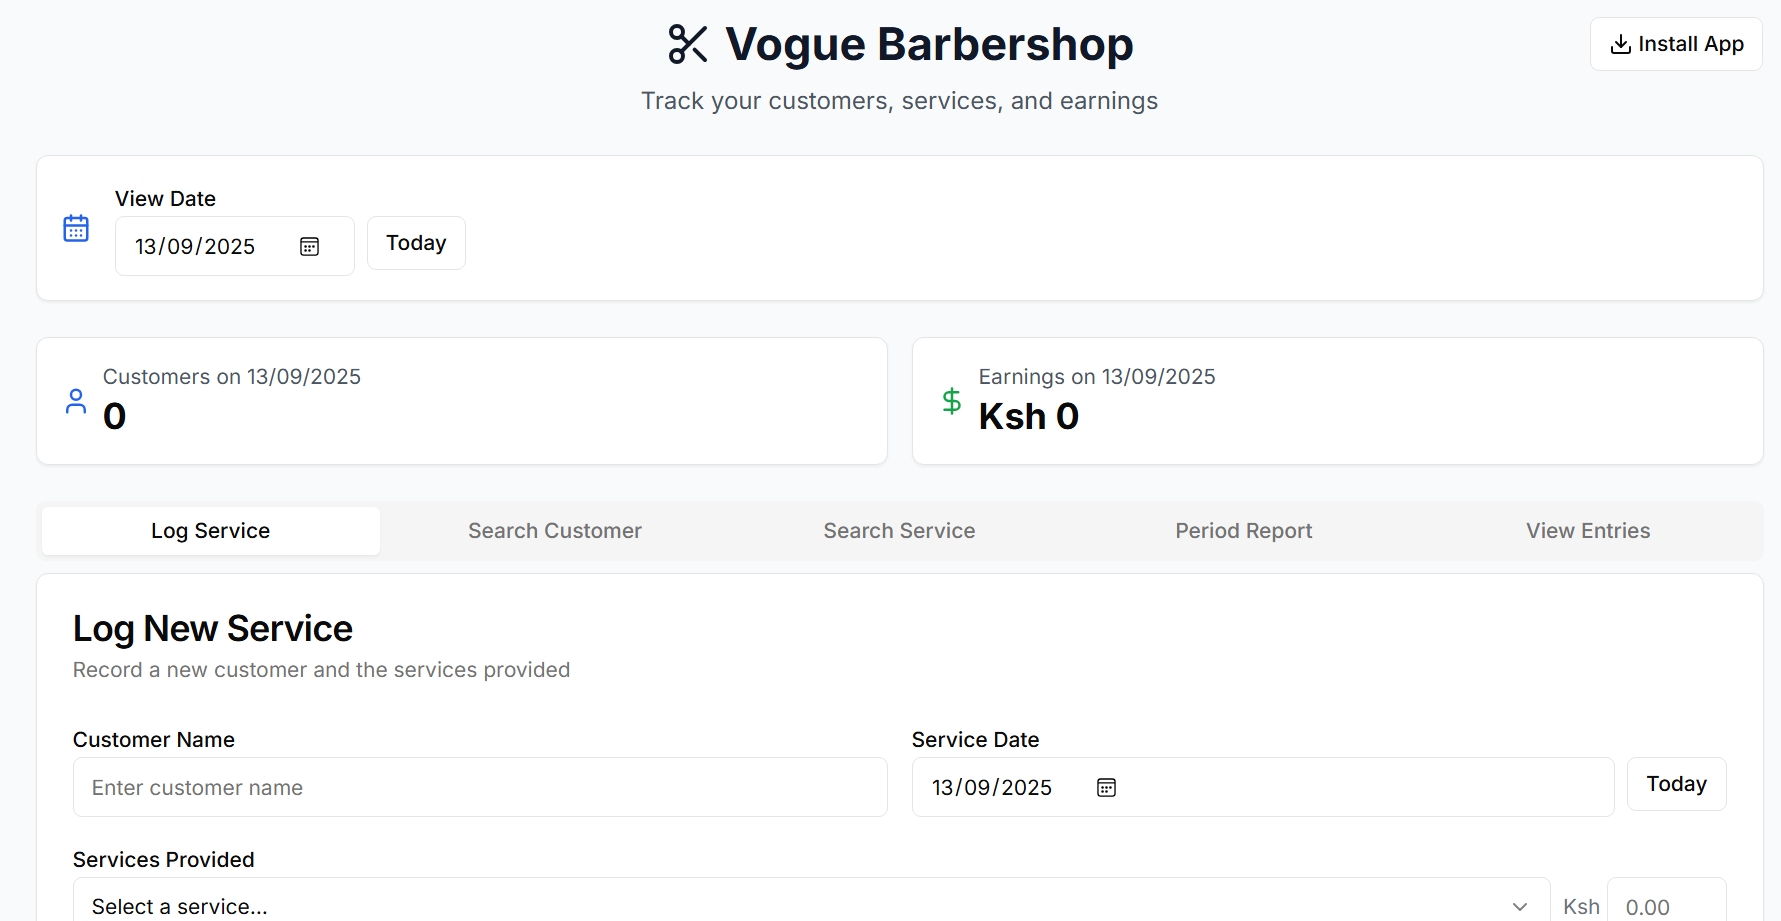 Vogue Barbershop
Install App
Track your customers, services, and earnings
View Date
13/09/2025
Today
Customers on 13/09/2025
0
Earnings on 13/09/2025
Ksh 0
Log Service
Search Customer
Search Service
Period Report
View Entries
Log New Service
Record a new customer and the services provided
Customer Name
Enter customer name
Service Date
13/09/2025
Today
Services Provided
Select a service...
Ksh
0.00